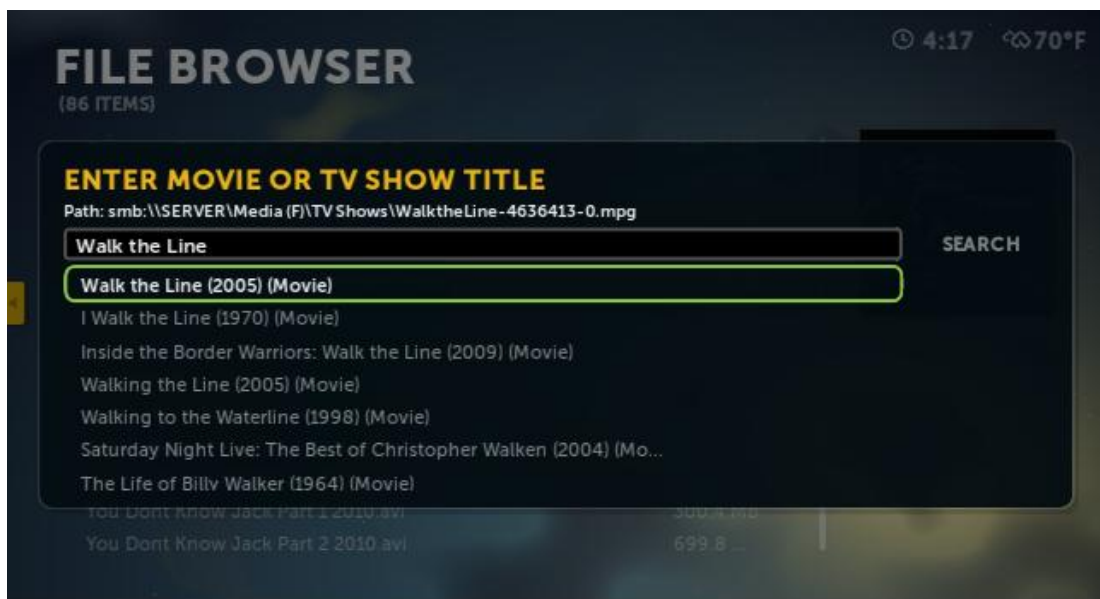 FILE BROWSER
(86 ITEMS)
4:17 70°F
ENTER MOVIE OR TV SHOW TITLE
Path: smb:\\SERVER\Media (F)\TV Shows\WalktheLine-4636413-0.mpg
Walk the Line
SEARCH
Walk the Line (2005) (Movie)
I Walk the Line (1970) (Movie)
Inside the Border Warriors: Walk the Line (2009) (Movie)
Walking the Line (2005) (Movie)
Walking to the Waterline (1998) (Movie)
Saturday Night Live: The Best of Christopher Walken (2004) (Mo...
The Life of Billy Walker (1964) (Movie)
You Dont Know Jack Part 1 2010.avi 300.4 MB
You Dont Know Jack Part 2 2010.avi 699.8 ...